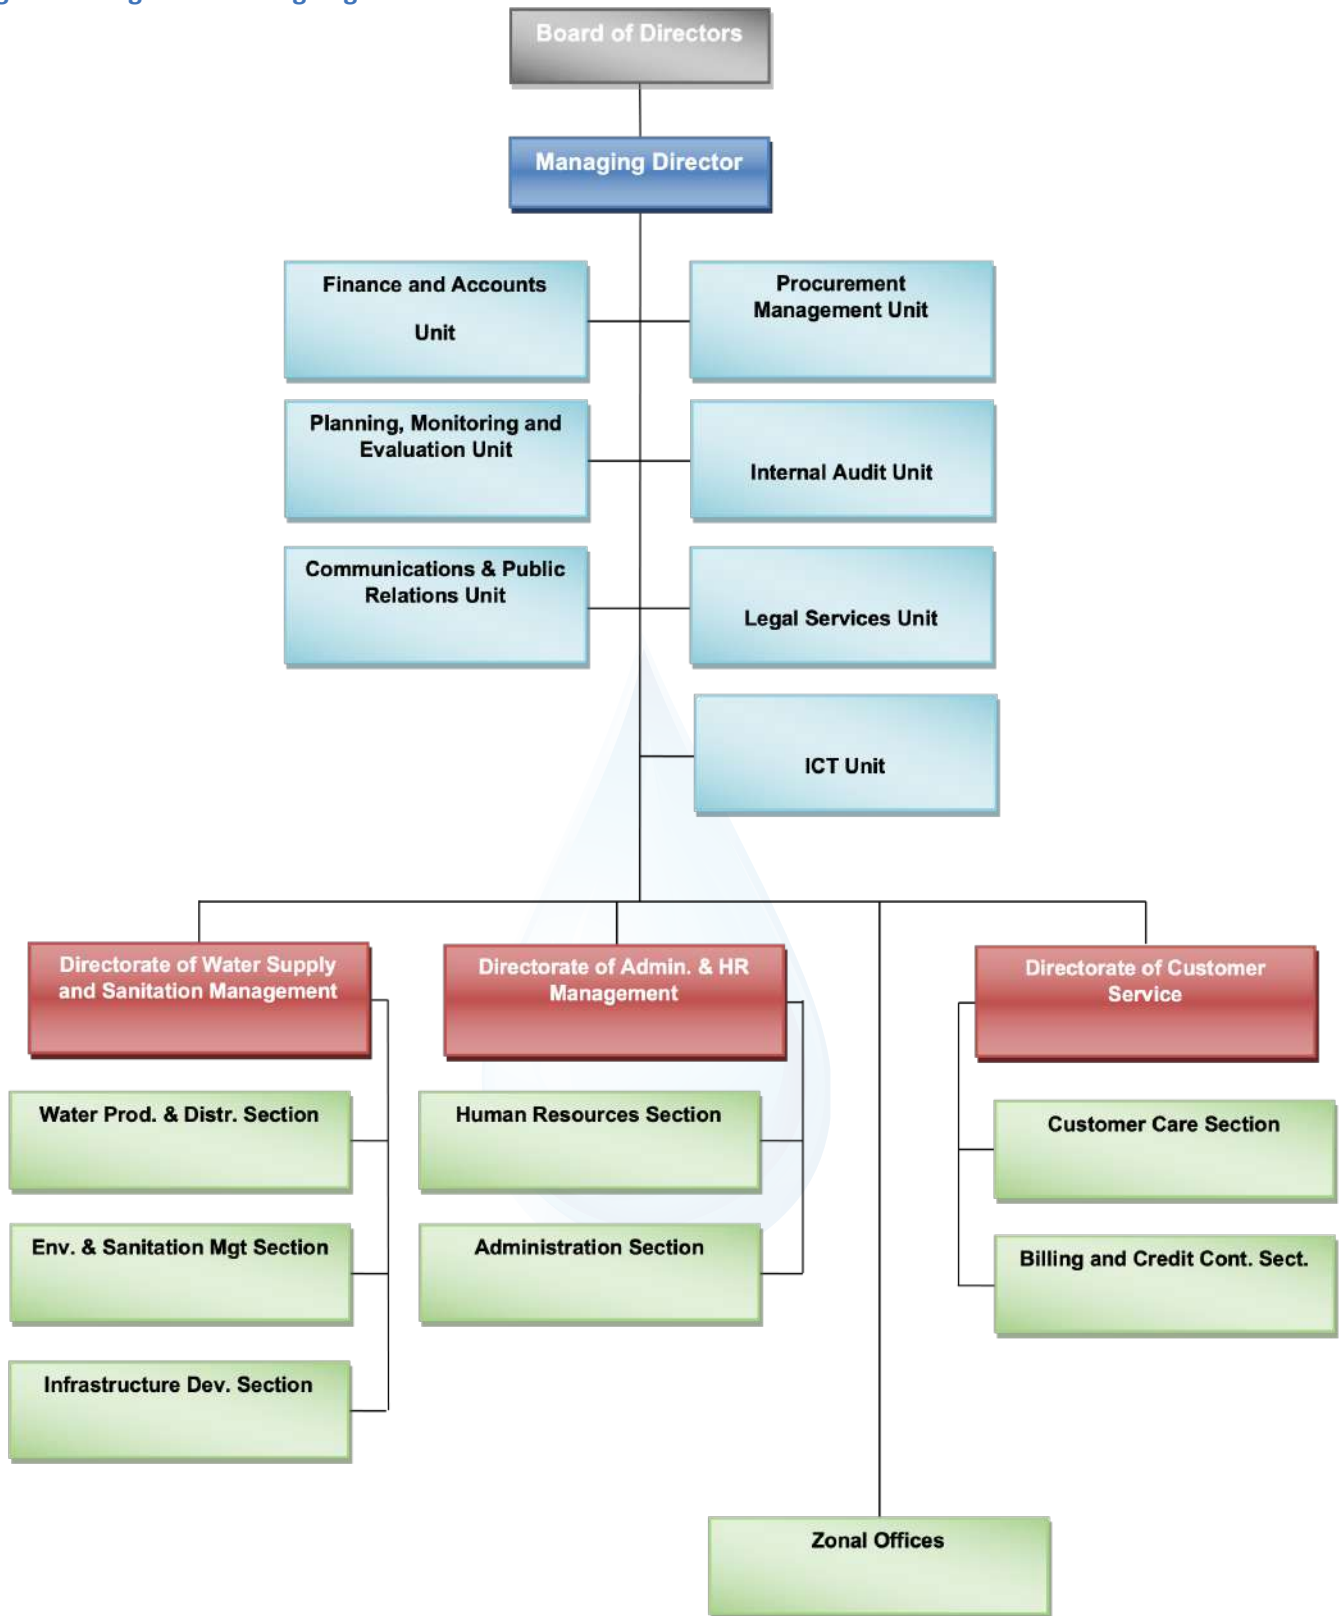 Board of Directors
Managing Director
Finance and Accounts
Unit
Procurement
Management Unit
Planning, Monitoring and
Evaluation Unit
Internal Audit Unit
Communications & Public
Relations Unit
Legal Services Unit
ICT Unit
Directorate of Water Supply
and Sanitation Management
Directorate of Admin. & HR
Management
Directorate of Customer
Service
Water Prod. & Distr. Section
Human Resources Section
Customer Care Section
Env. & Sanitation Mgt Section
Administration Section
Billing and Credit Cont. Sect.
Infrastructure Dev. Section
Zonal Offices